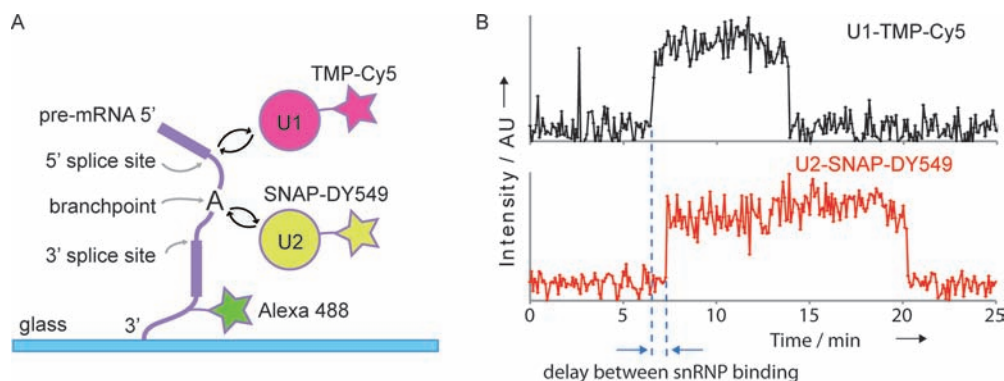 A
TMP-Cy5
pre-mRNA 5’
U1
5’ splice site
SNAP-DY549
branchpoint
A
U2
3’ splice site
Alexa 488
3’
glass
B
U1-TMP-Cy5
Intensity / AU
U2-SNAP-DY549
0 5 10 15 20 25
Time / min
delay between snRNP binding